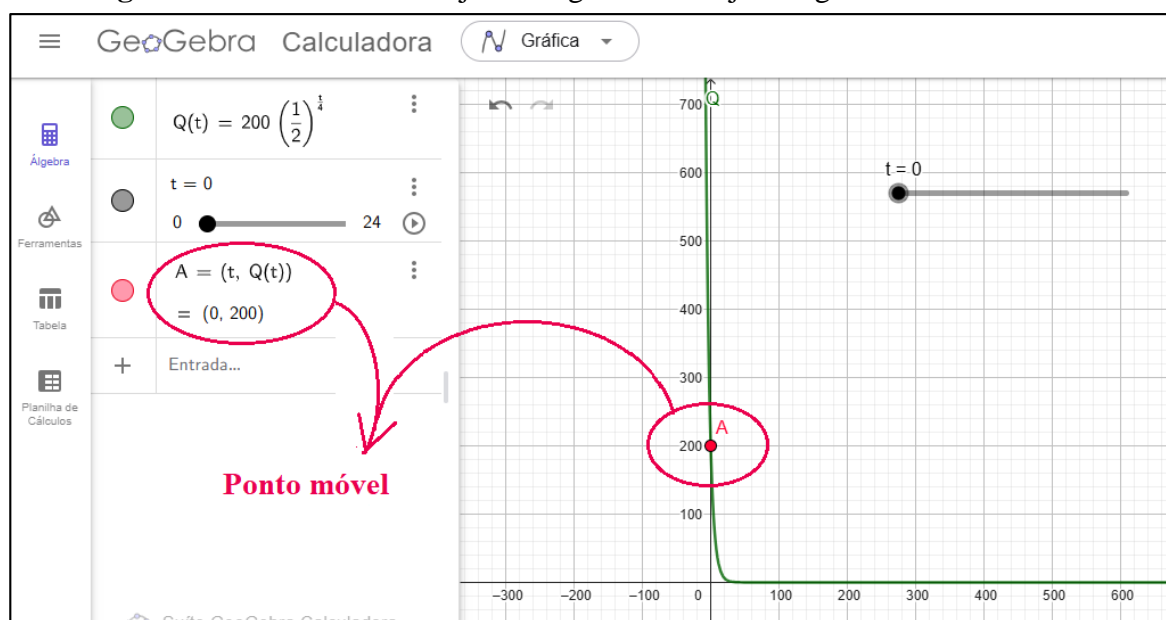 GeoGebra Calculadora Gráfica
Álgebra
Ferramentas
Tabela
Planilha de
Cálculos
Q(t) = 200 (1/2)^(t/4)
t = 0
0 24
A = (t, Q(t))
= (0, 200)
+ Entrada...
Ponto móvel
Q
t = 0
A
700
600
500
400
300
200
100
−300 −200 −100 0 100 200 300 400 500 600